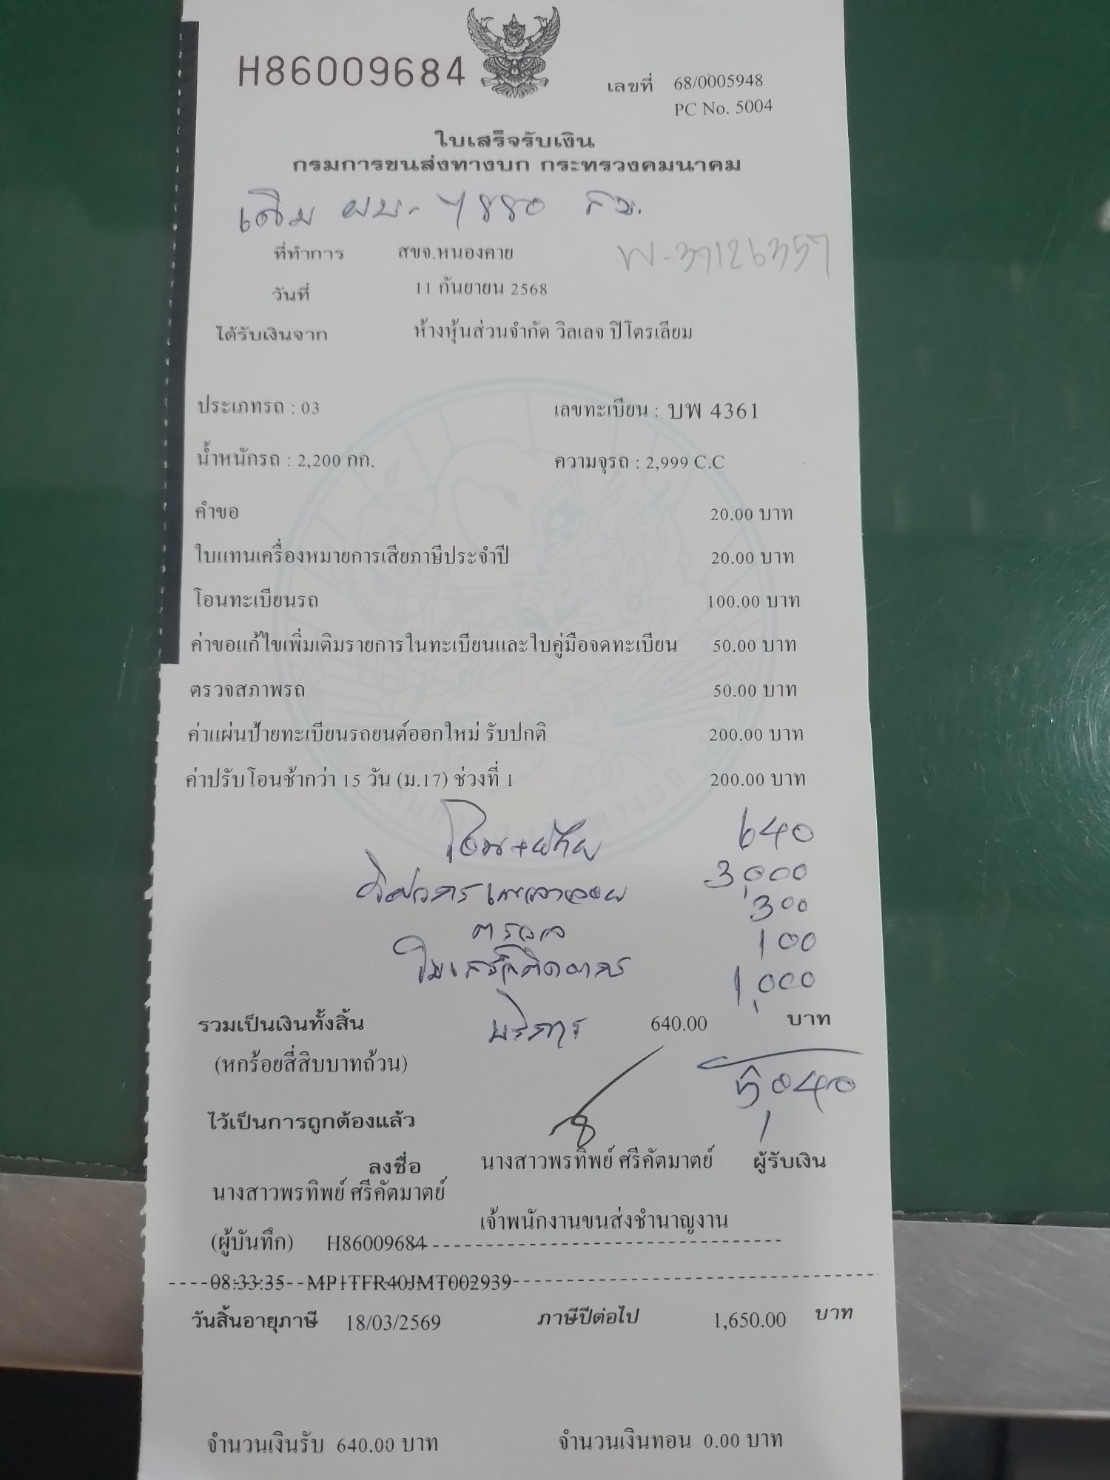 H86009684
เลขที่ 68/0005948
PC No. 5004
ใบเสร็จรับเงิน
กรมการขนส่งทางบก กระทรวงคมนาคม
เดิม ผน-7880 สน.
ที่ทำการ สขจ.หนองคาย W-37126357
วันที่ 11 กันยายน 2568
ได้รับเงินจาก ห้างหุ้นส่วนจำกัด วิลเลจ ปิโตรเลียม
ประเภทรถ : 03 เลขทะเบียน : บพ 4361
น้ำหนักรถ : 2,200 กก. ความจุรถ : 2,999 C.C
คำขอ 20.00 บาท
ใบแทนเครื่องหมายการเสียภาษีประจำปี 20.00 บาท
โอนทะเบียนรถ 100.00 บาท
ค่าขอแก้ไขเพิ่มเติมรายการในทะเบียนและใบคู่มือจดทะเบียน 50.00 บาท
ตรวจสภาพรถ 50.00 บาท
ค่าแผ่นป้ายทะเบียนรถยนต์ออกใหม่ รับปกติ 200.00 บาท
ค่าปรับโอนช้ากว่า 15 วัน (ม.17) ช่วงที่ 1 200.00 บาท
640
3,000
ตรวจ 300
100
1,000
รวมเป็นเงินทั้งสิ้น บริการ 640.00 บาท
(หกร้อยสี่สิบบาทถ้วน)
5,040
ไว้เป็นการถูกต้องแล้ว
ลงชื่อ นางสาวพรทิพย์ ศรีคัตมาตย์ ผู้รับเงิน
นางสาวพรทิพย์ ศรีคัตมาตย์
เจ้าพนักงานขนส่งชำนาญงาน
(ผู้บันทึก) H86009684
08:33:35 MP1TFR40JMT002939
วันสิ้นอายุภาษี 18/03/2569 ภาษีปีต่อไป 1,650.00 บาท
จำนวนเงินรับ 640.00 บาท จำนวนเงินทอน 0.00 บาท